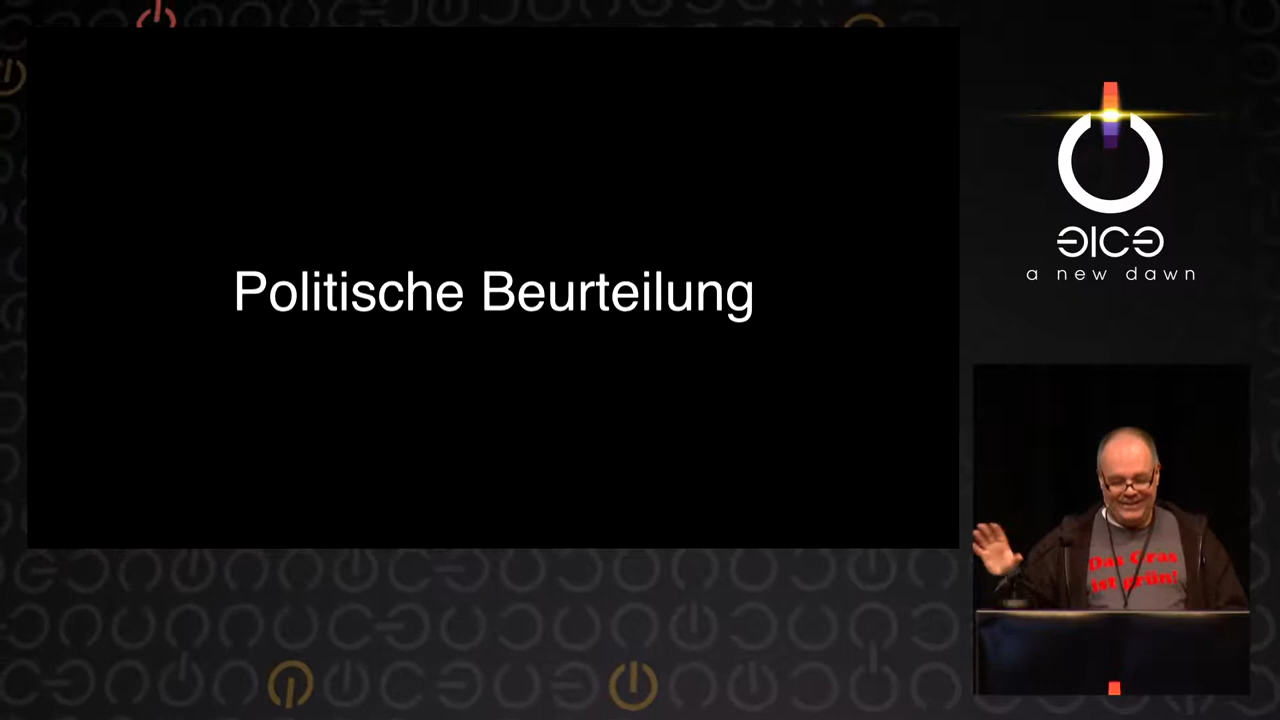 Politische Beurteilung
a new dawn
Das Gras
ist grün!